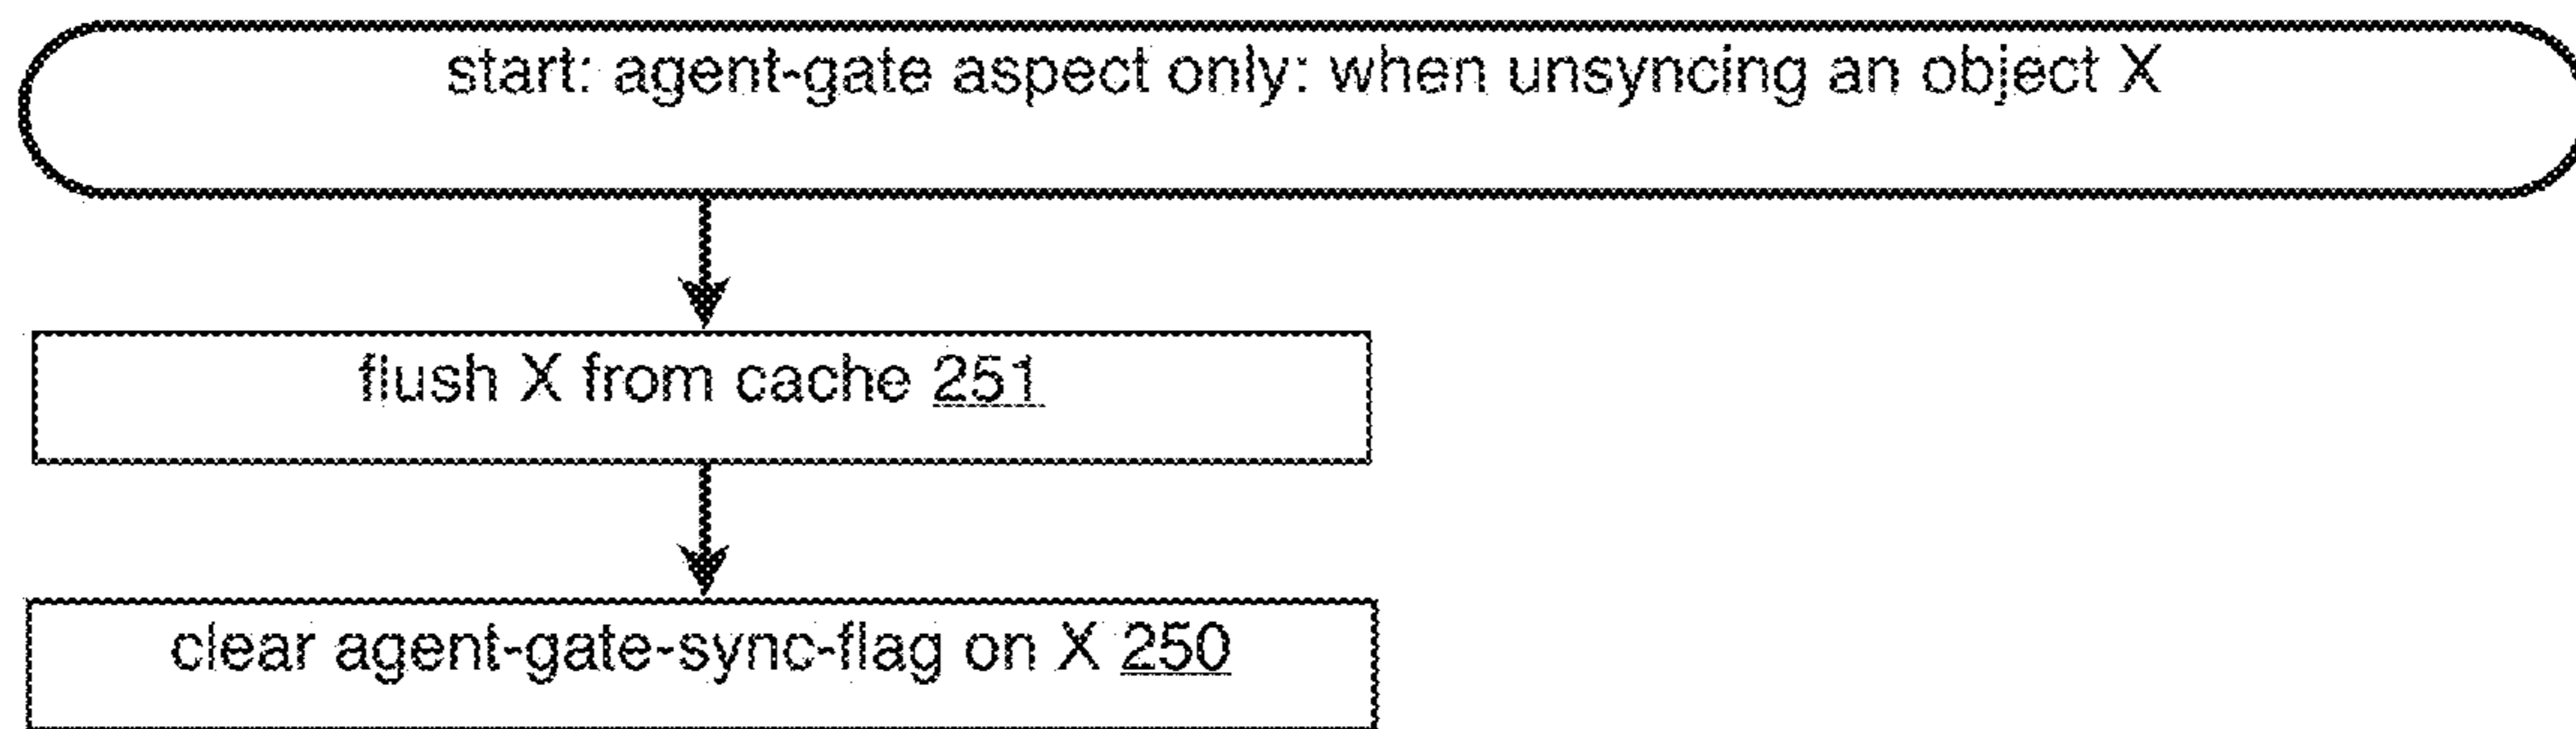 start: agent-gate aspect only: when unsyncing an object X
flush X from cache 251
clear agent-gate-sync-flag on X 250